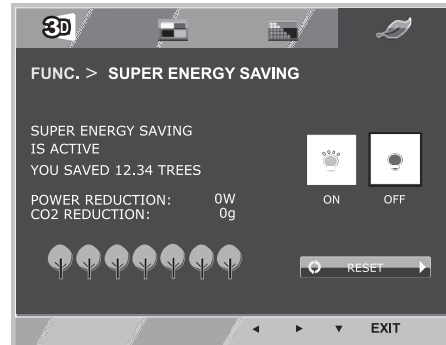 3D
FUNC. > SUPER ENERGY SAVING
SUPER ENERGY SAVING
IS ACTIVE
YOU SAVED 12.34 TREES
POWER REDUCTION: 0W
CO2 REDUCTION: 0g
ON OFF
RESET
EXIT